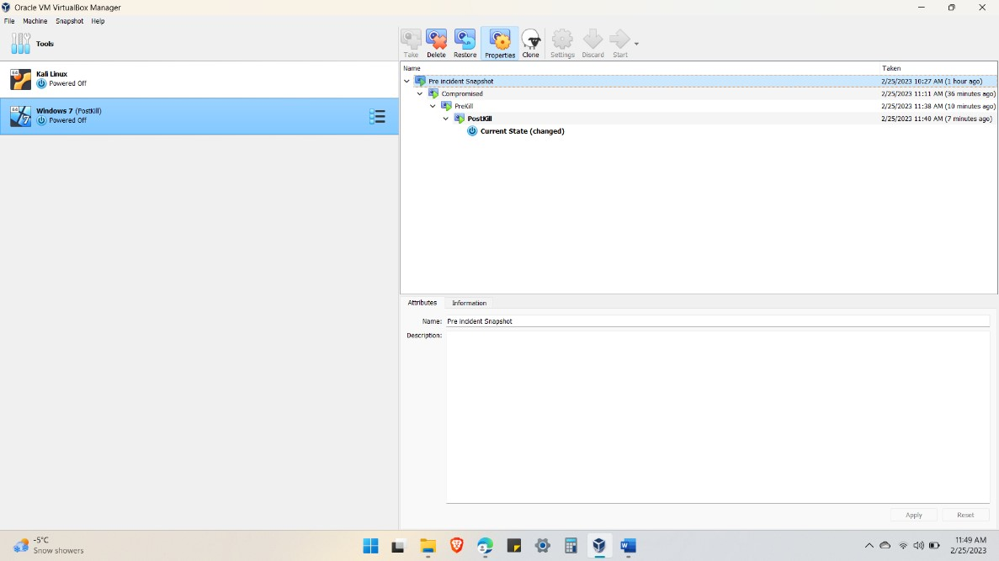 Oracle VM VirtualBox Manager
File Machine Snapshot Help
Tools
Take Delete Restore Properties Clone Settings Discard Start
64
Kali Linux
Powered Off
64
Windows 7 (PostKill)
Powered Off
Name Taken
Pre incident Snapshot 2/25/2023 10:27 AM (1 hour ago)
Compromised 2/25/2023 11:11 AM (36 minutes ago)
PreKill 2/25/2023 11:38 AM (10 minutes ago)
PostKill 2/25/2023 11:40 AM (7 minutes ago)
Current State (changed)
Attributes Information
Name: Pre incident Snapshot
Description:
Apply Reset
-5°C
Snow showers
11:49 AM
2/25/2023